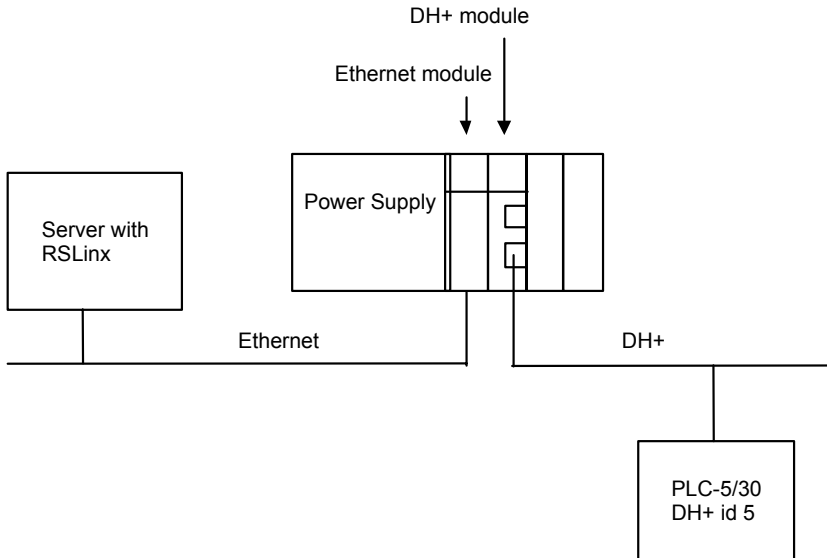 DH+ module
Ethernet module
Power Supply
Server with
RSLinx
Ethernet
DH+
PLC-5/30
DH+ id 5